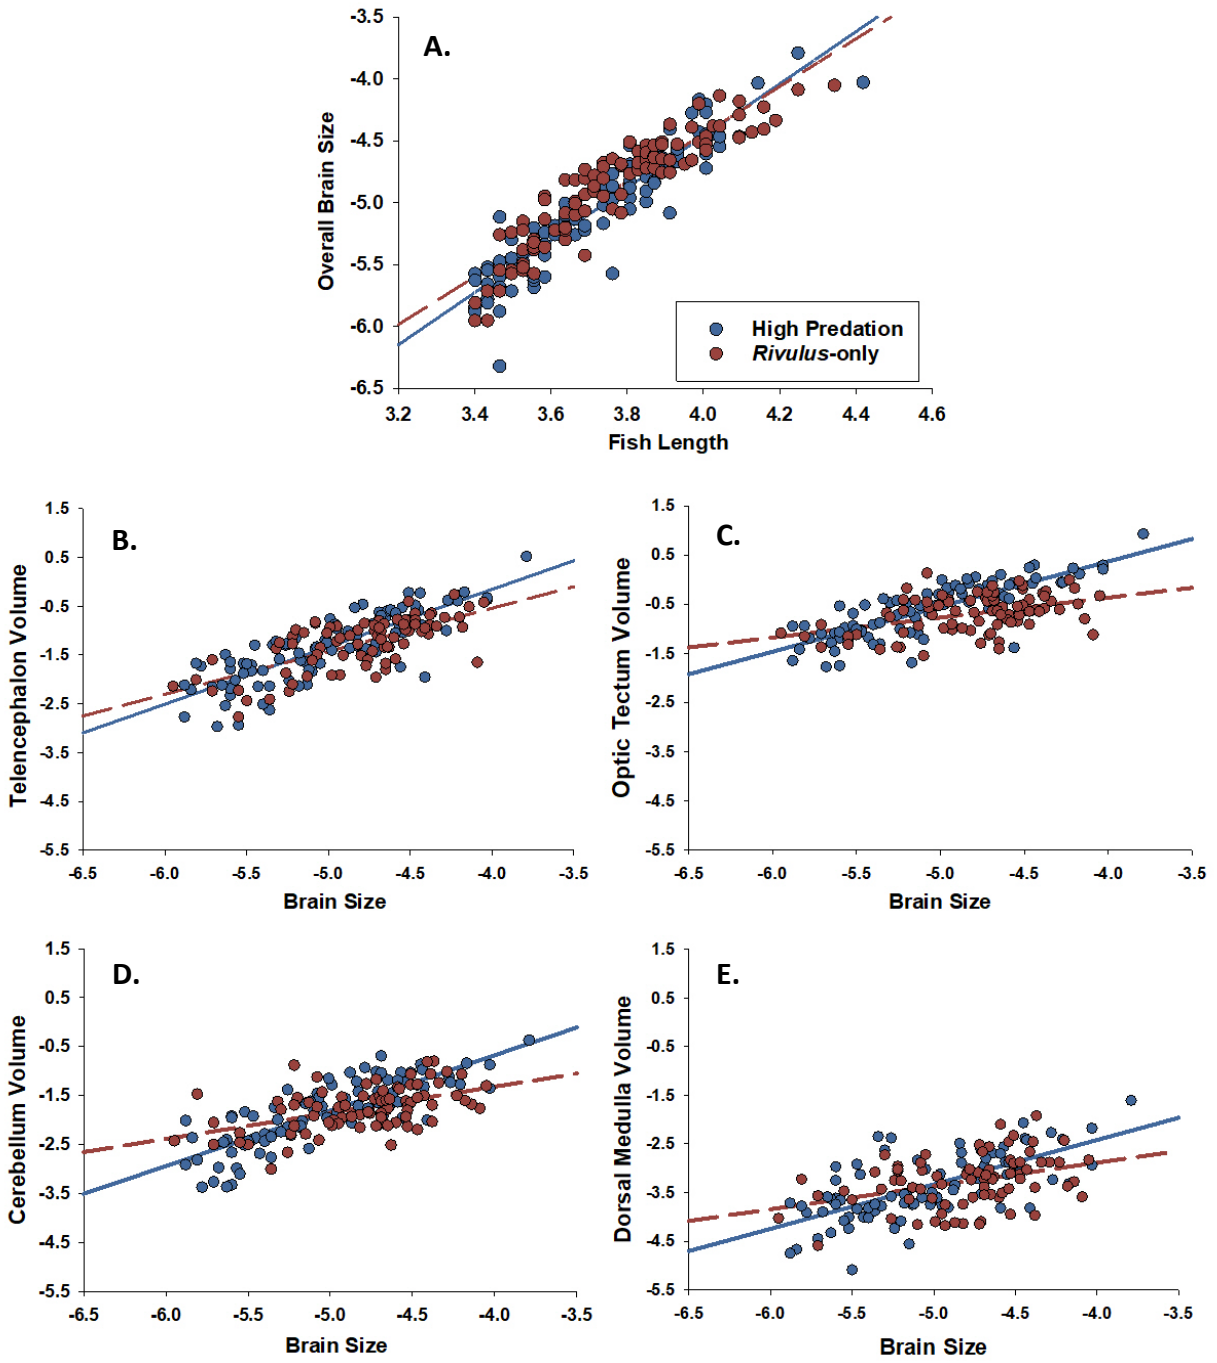 A.
Overall Brain Size
-3.5
-4.0
-4.5
-5.0
-5.5
-6.0
-6.5
3.2 3.4 3.6 3.8 4.0 4.2 4.4 4.6
Fish Length
High Predation
Rivulus-only
B.
Telencephalon Volume
1.5
0.5
-0.5
-1.5
-2.5
-3.5
-4.5
-5.5
-6.5 -6.0 -5.5 -5.0 -4.5 -4.0 -3.5
Brain Size
C.
Optic Tectum Volume
1.5
0.5
-0.5
-1.5
-2.5
-3.5
-4.5
-5.5
-6.5 -6.0 -5.5 -5.0 -4.5 -4.0 -3.5
Brain Size
D.
Cerebellum Volume
1.5
0.5
-0.5
-1.5
-2.5
-3.5
-4.5
-5.5
-6.5 -6.0 -5.5 -5.0 -4.5 -4.0 -3.5
Brain Size
E.
Dorsal Medulla Volume
1.5
0.5
-0.5
-1.5
-2.5
-3.5
-4.5
-5.5
-6.5 -6.0 -5.5 -5.0 -4.5 -4.0 -3.5
Brain Size